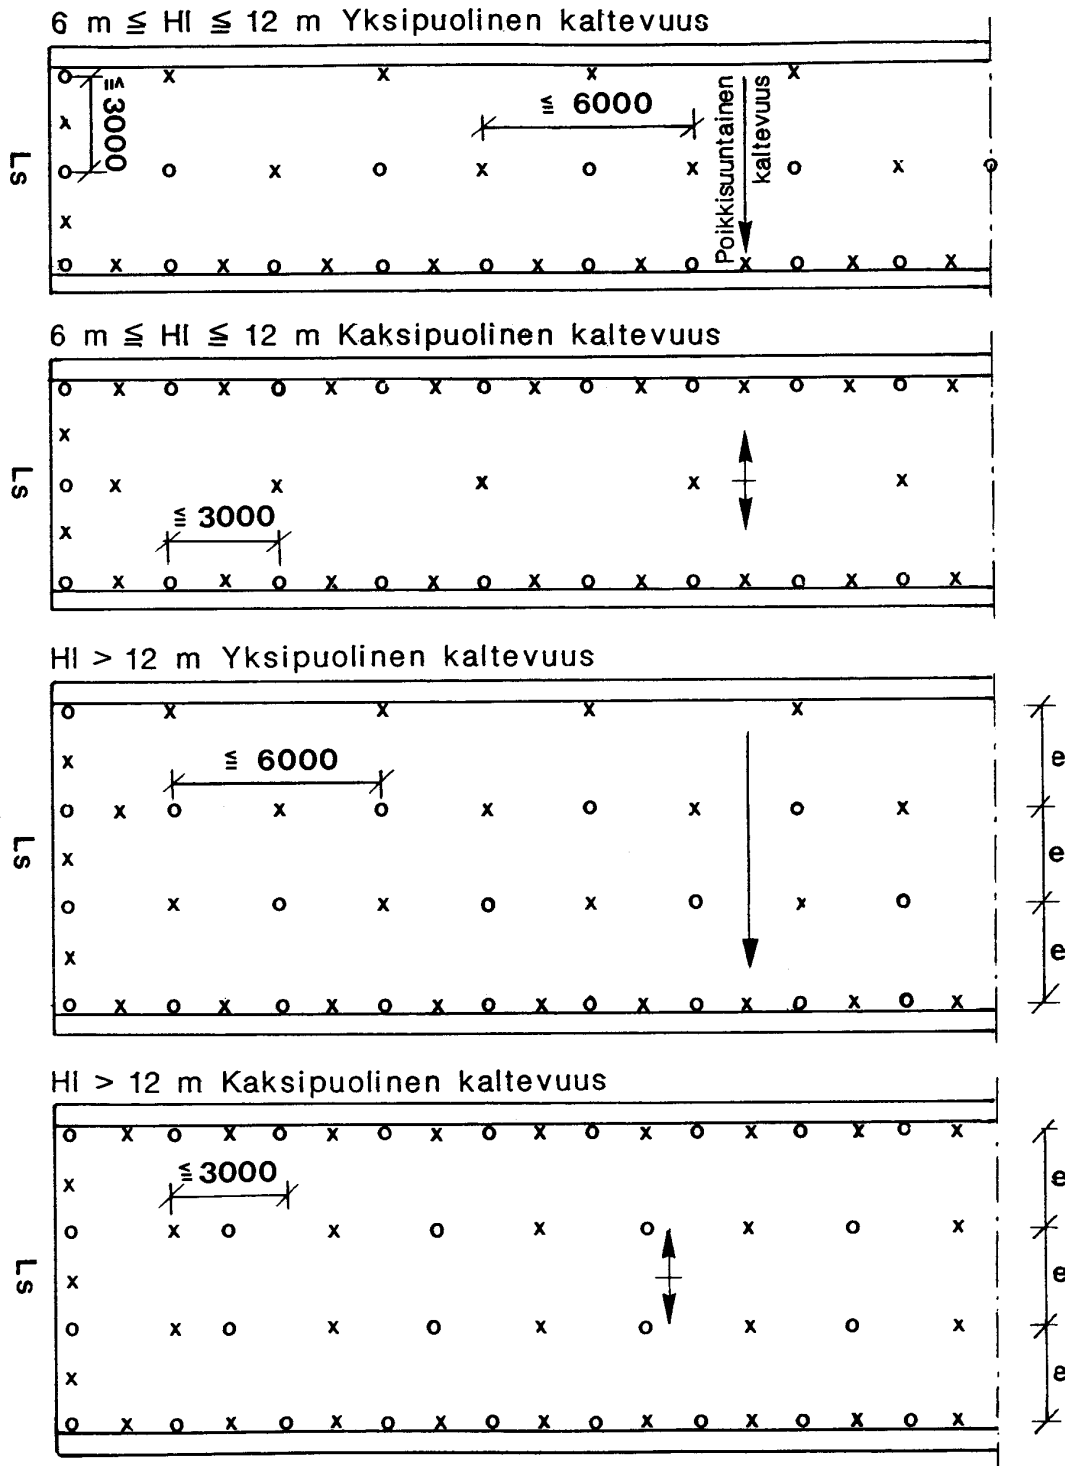 6 m ≦ Hl ≦ 12 m Yksipuolinen kaltevuus
≦ 3000
≦ 6000
Poikkisuuntainen
kaltevuus
Ls
6 m ≦ Hl ≦ 12 m Kaksipuolinen kaltevuus
Ls
≦ 3000
Hl > 12 m Yksipuolinen kaltevuus
≦ 6000
e
Ls
e
e
Hl > 12 m Kaksipuolinen kaltevuus
≦ 3000
e
Ls
e
e